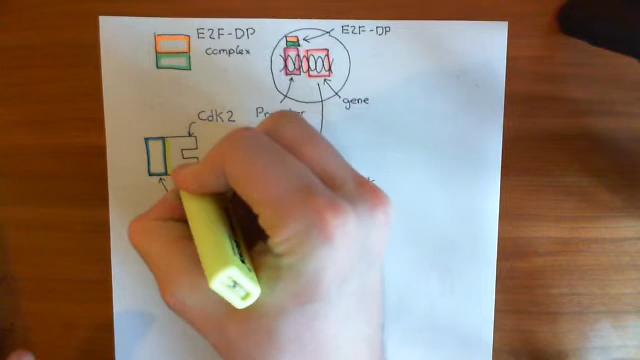 E2F-DP
complex
E2F-DP
gene
Cdk2